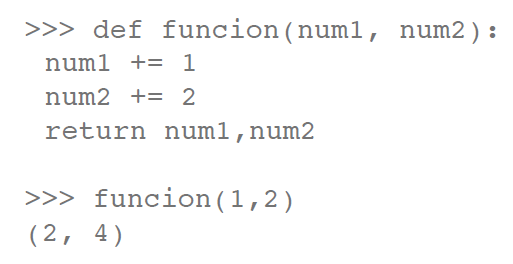 >>> def funcion(num1, num2):
num1 += 1
num2 += 2
return num1,num2
>>> funcion(1,2)
(2, 4)